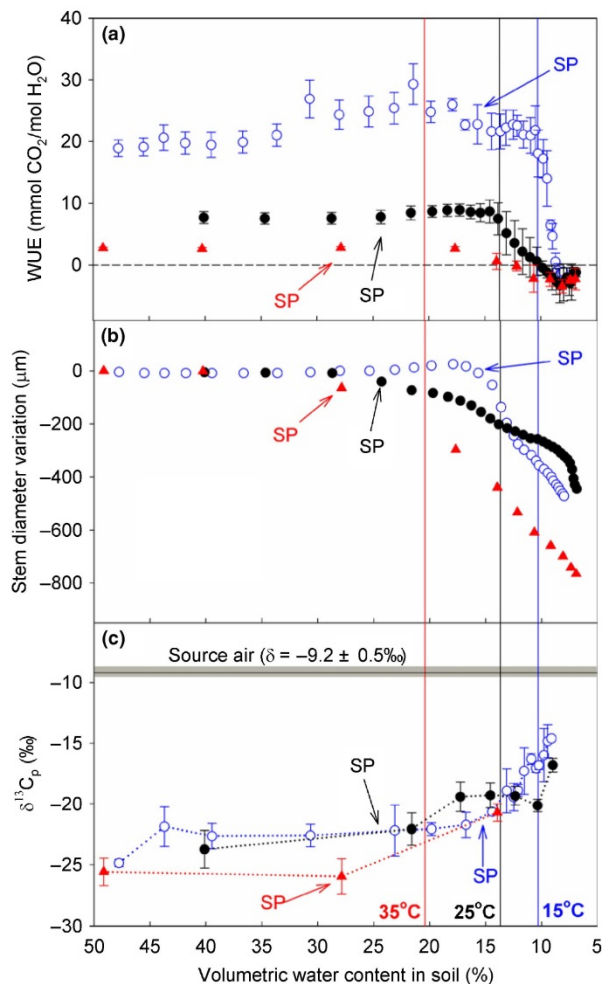 (a)
40
30
20
10
0
WUE (mmol CO₂/mol H₂O)
SP
SP
(b)
0
−200
−400
−600
−800
Stem diameter variation (µm)
SP
SP
SP
(c)
Source air (δ = −9.2 ± 0.5‰)
−10
−15
−20
−25
−30
δ¹³Cₚ (‰)
SP
SP
SP
35°C 25°C 15°C
50 45 40 35 30 25 20 15 10 5
Volumetric water content in soil (%)